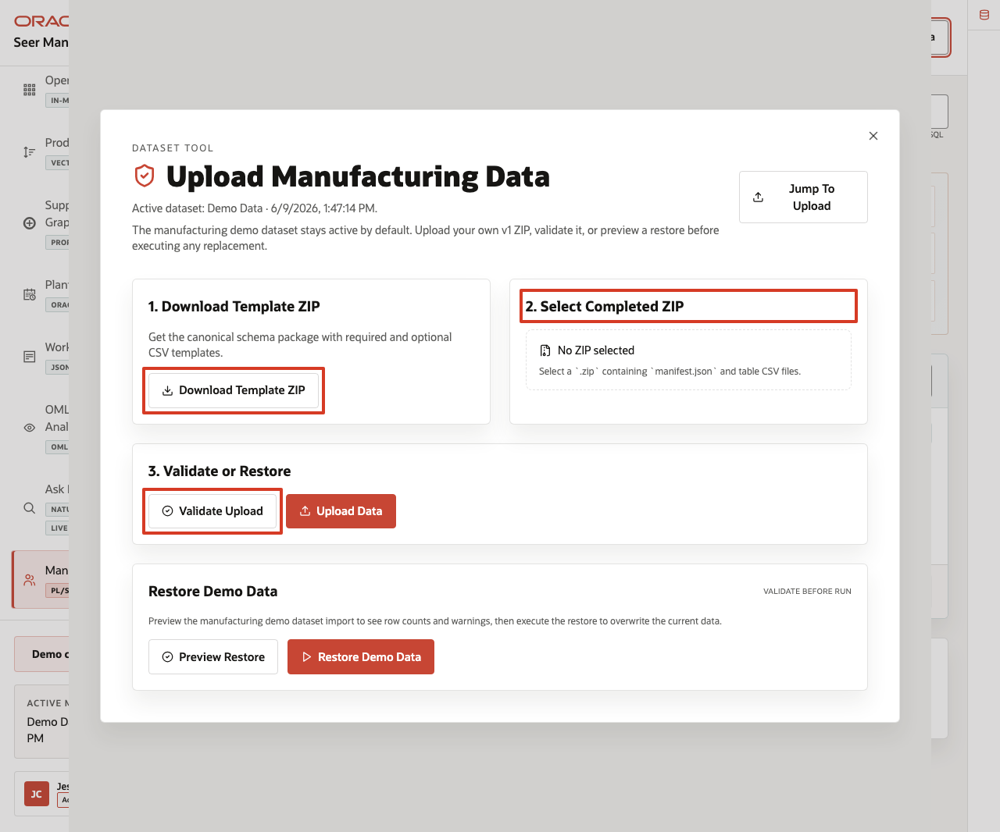 ORAC
Seer Man
Oper
IN-M
Prod
VECT
Supp
Grap
PROP
Plant
ORAC
Work
JSON
OML
Anal
OML
Ask
NATU
LIVE
Man
PL/S
Demo
ACTIVE
Demo D
PM
JC
Jes
Ac
a
SQL
DATASET TOOL
Upload Manufacturing Data
Active dataset: Demo Data · 6/9/2026, 1:47:14 PM.
The manufacturing demo dataset stays active by default. Upload your own v1 ZIP, validate it, or preview a restore before
executing any replacement.
Jump To
Upload
1. Download Template ZIP
Get the canonical schema package with required and optional
CSV templates.
Download Template ZIP
2. Select Completed ZIP
No ZIP selected
Select a `.zip` containing `manifest.json` and table CSV files.
3. Validate or Restore
Validate Upload
Upload Data
Restore Demo Data
VALIDATE BEFORE RUN
Preview the manufacturing demo dataset import to see row counts and warnings, then execute the restore to overwrite the current data.
Preview Restore
Restore Demo Data